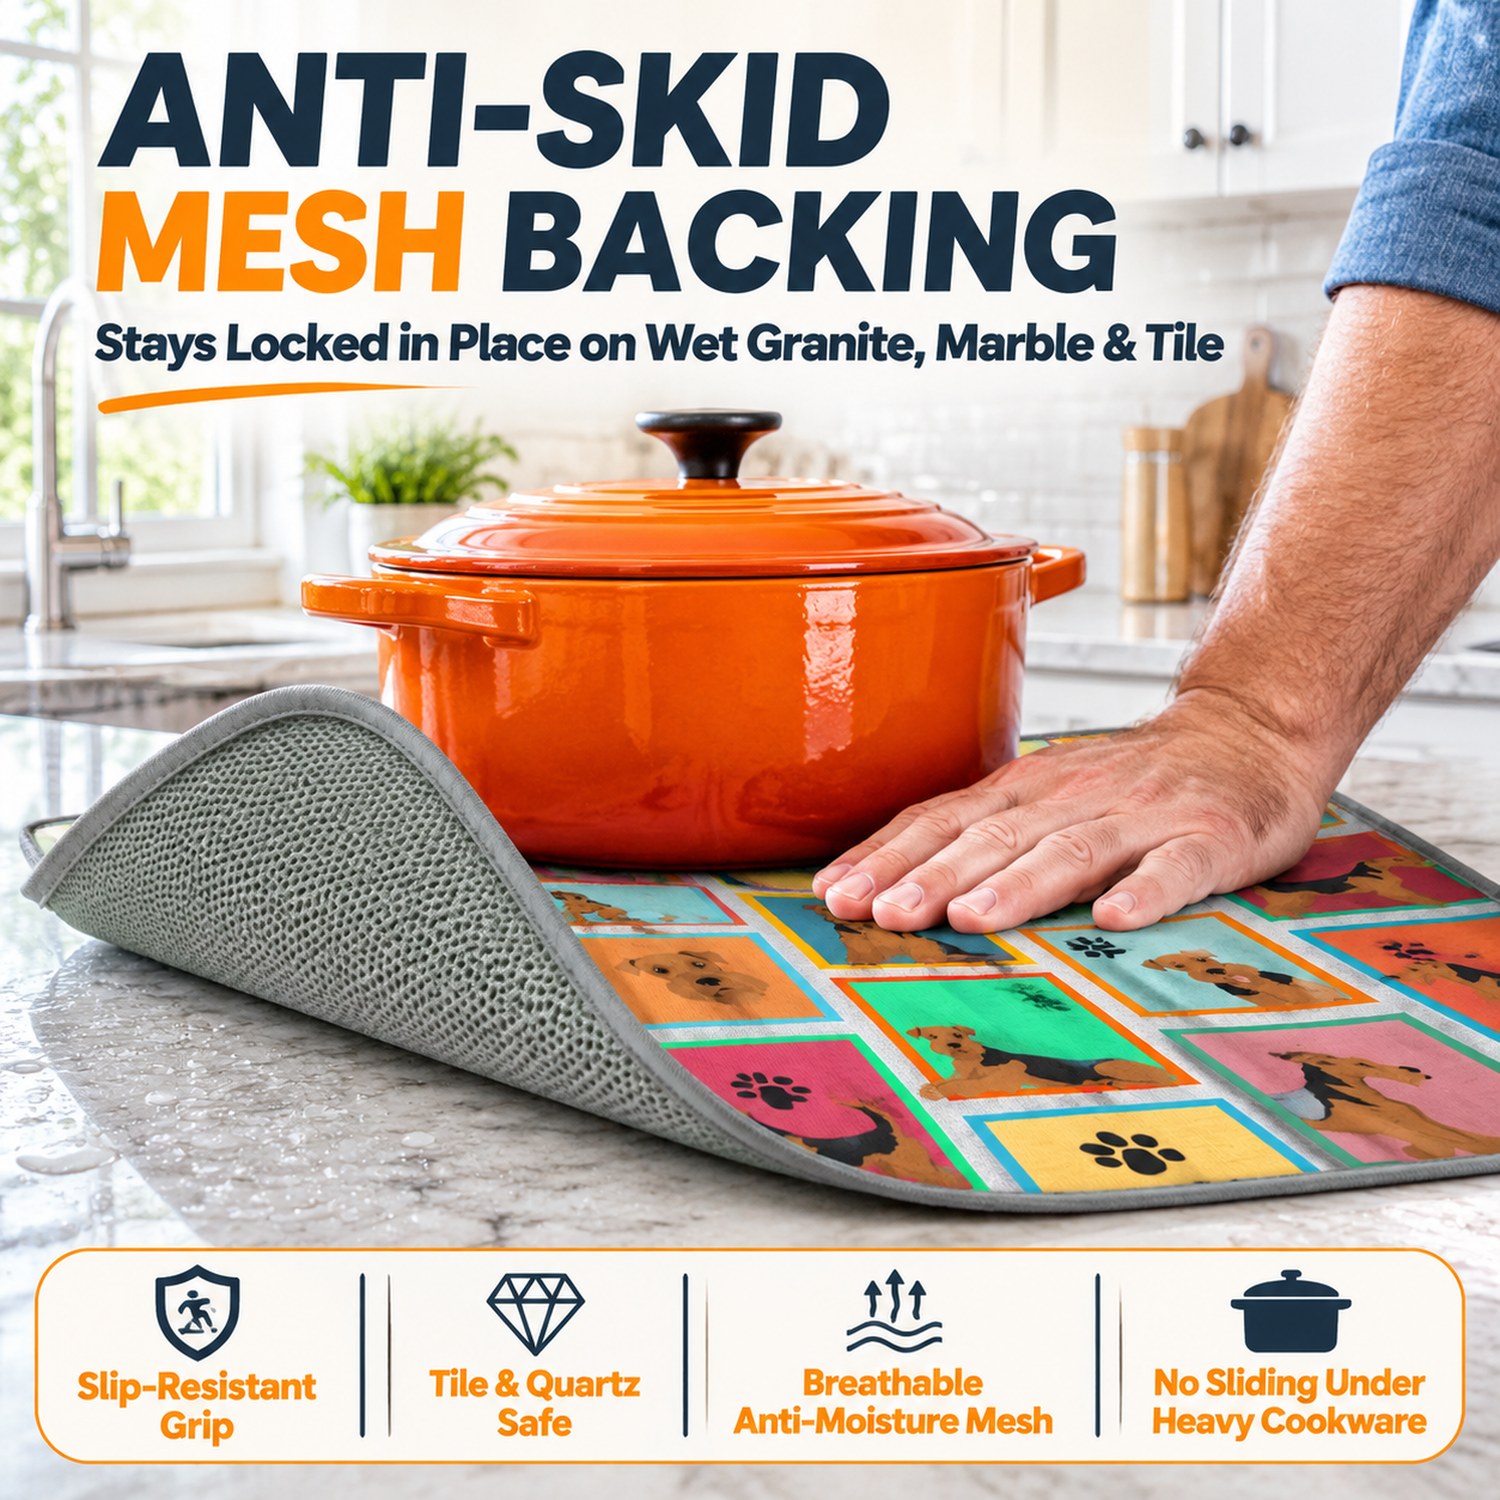 ANTI-SKID
MESH BACKING
Stays Locked in Place on Wet Granite, Marble & Tile
Slip-Resistant
Grip
Tile & Quartz
Safe
Breathable
Anti-Moisture Mesh
No Sliding Under
Heavy Cookware